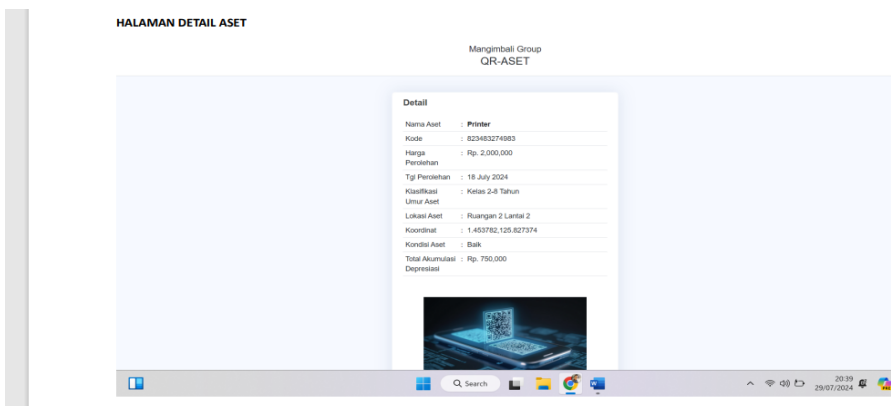 HALAMAN DETAIL ASET
Mangimbali Group
QR-ASET
Detail
Nama Aset : Printer
Kode : 823483274983
Harga Perolehan : Rp. 2,000,000
Tgl Perolehan : 18 July 2024
Klasifikasi Umur Aset : Kelas 2-8 Tahun
Lokasi Aset : Ruangan 2 Lantai 2
Koordinat : 1.453782,125.827374
Kondisi Aset : Baik
Total Akumulasi Depresiasi : Rp. 750,000
Search
20:39
29/07/2024